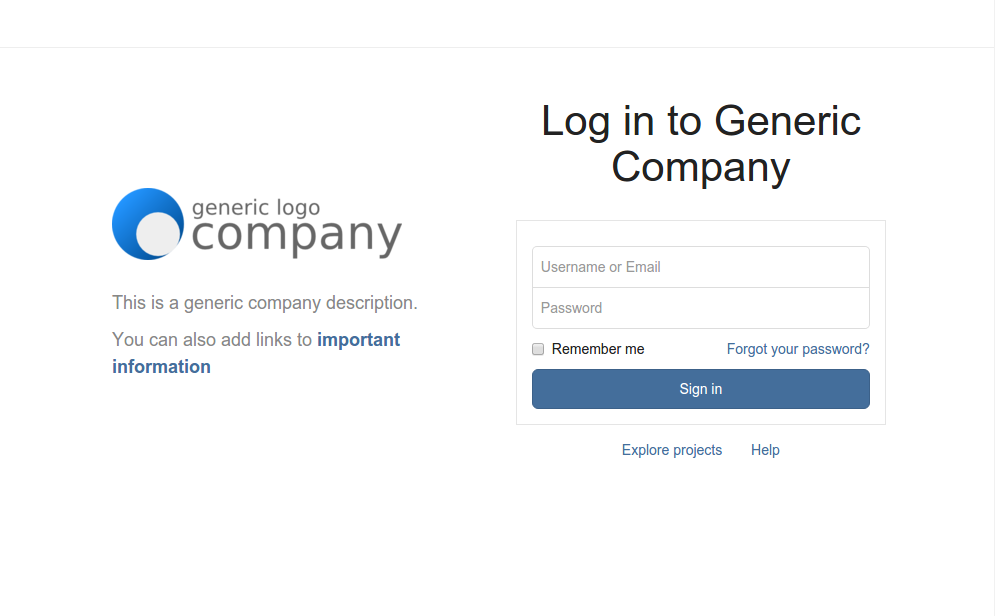 generic logo
company
This is a generic company description.
You can also add links to important
information
Log in to Generic
Company
Username or Email
Password
Remember me
Forgot your password?
Sign in
Explore projects
Help